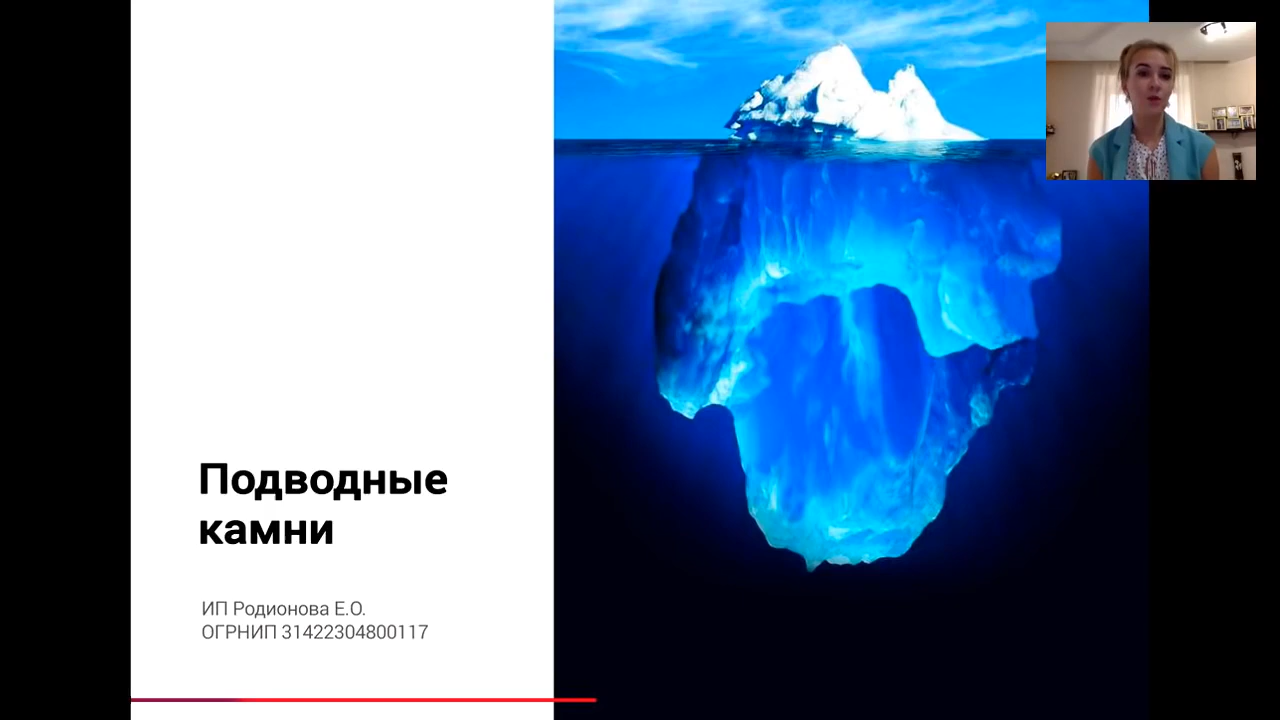 Подводные
камни
ИП Родионова Е.О.
ОГРНИП 31422304800117